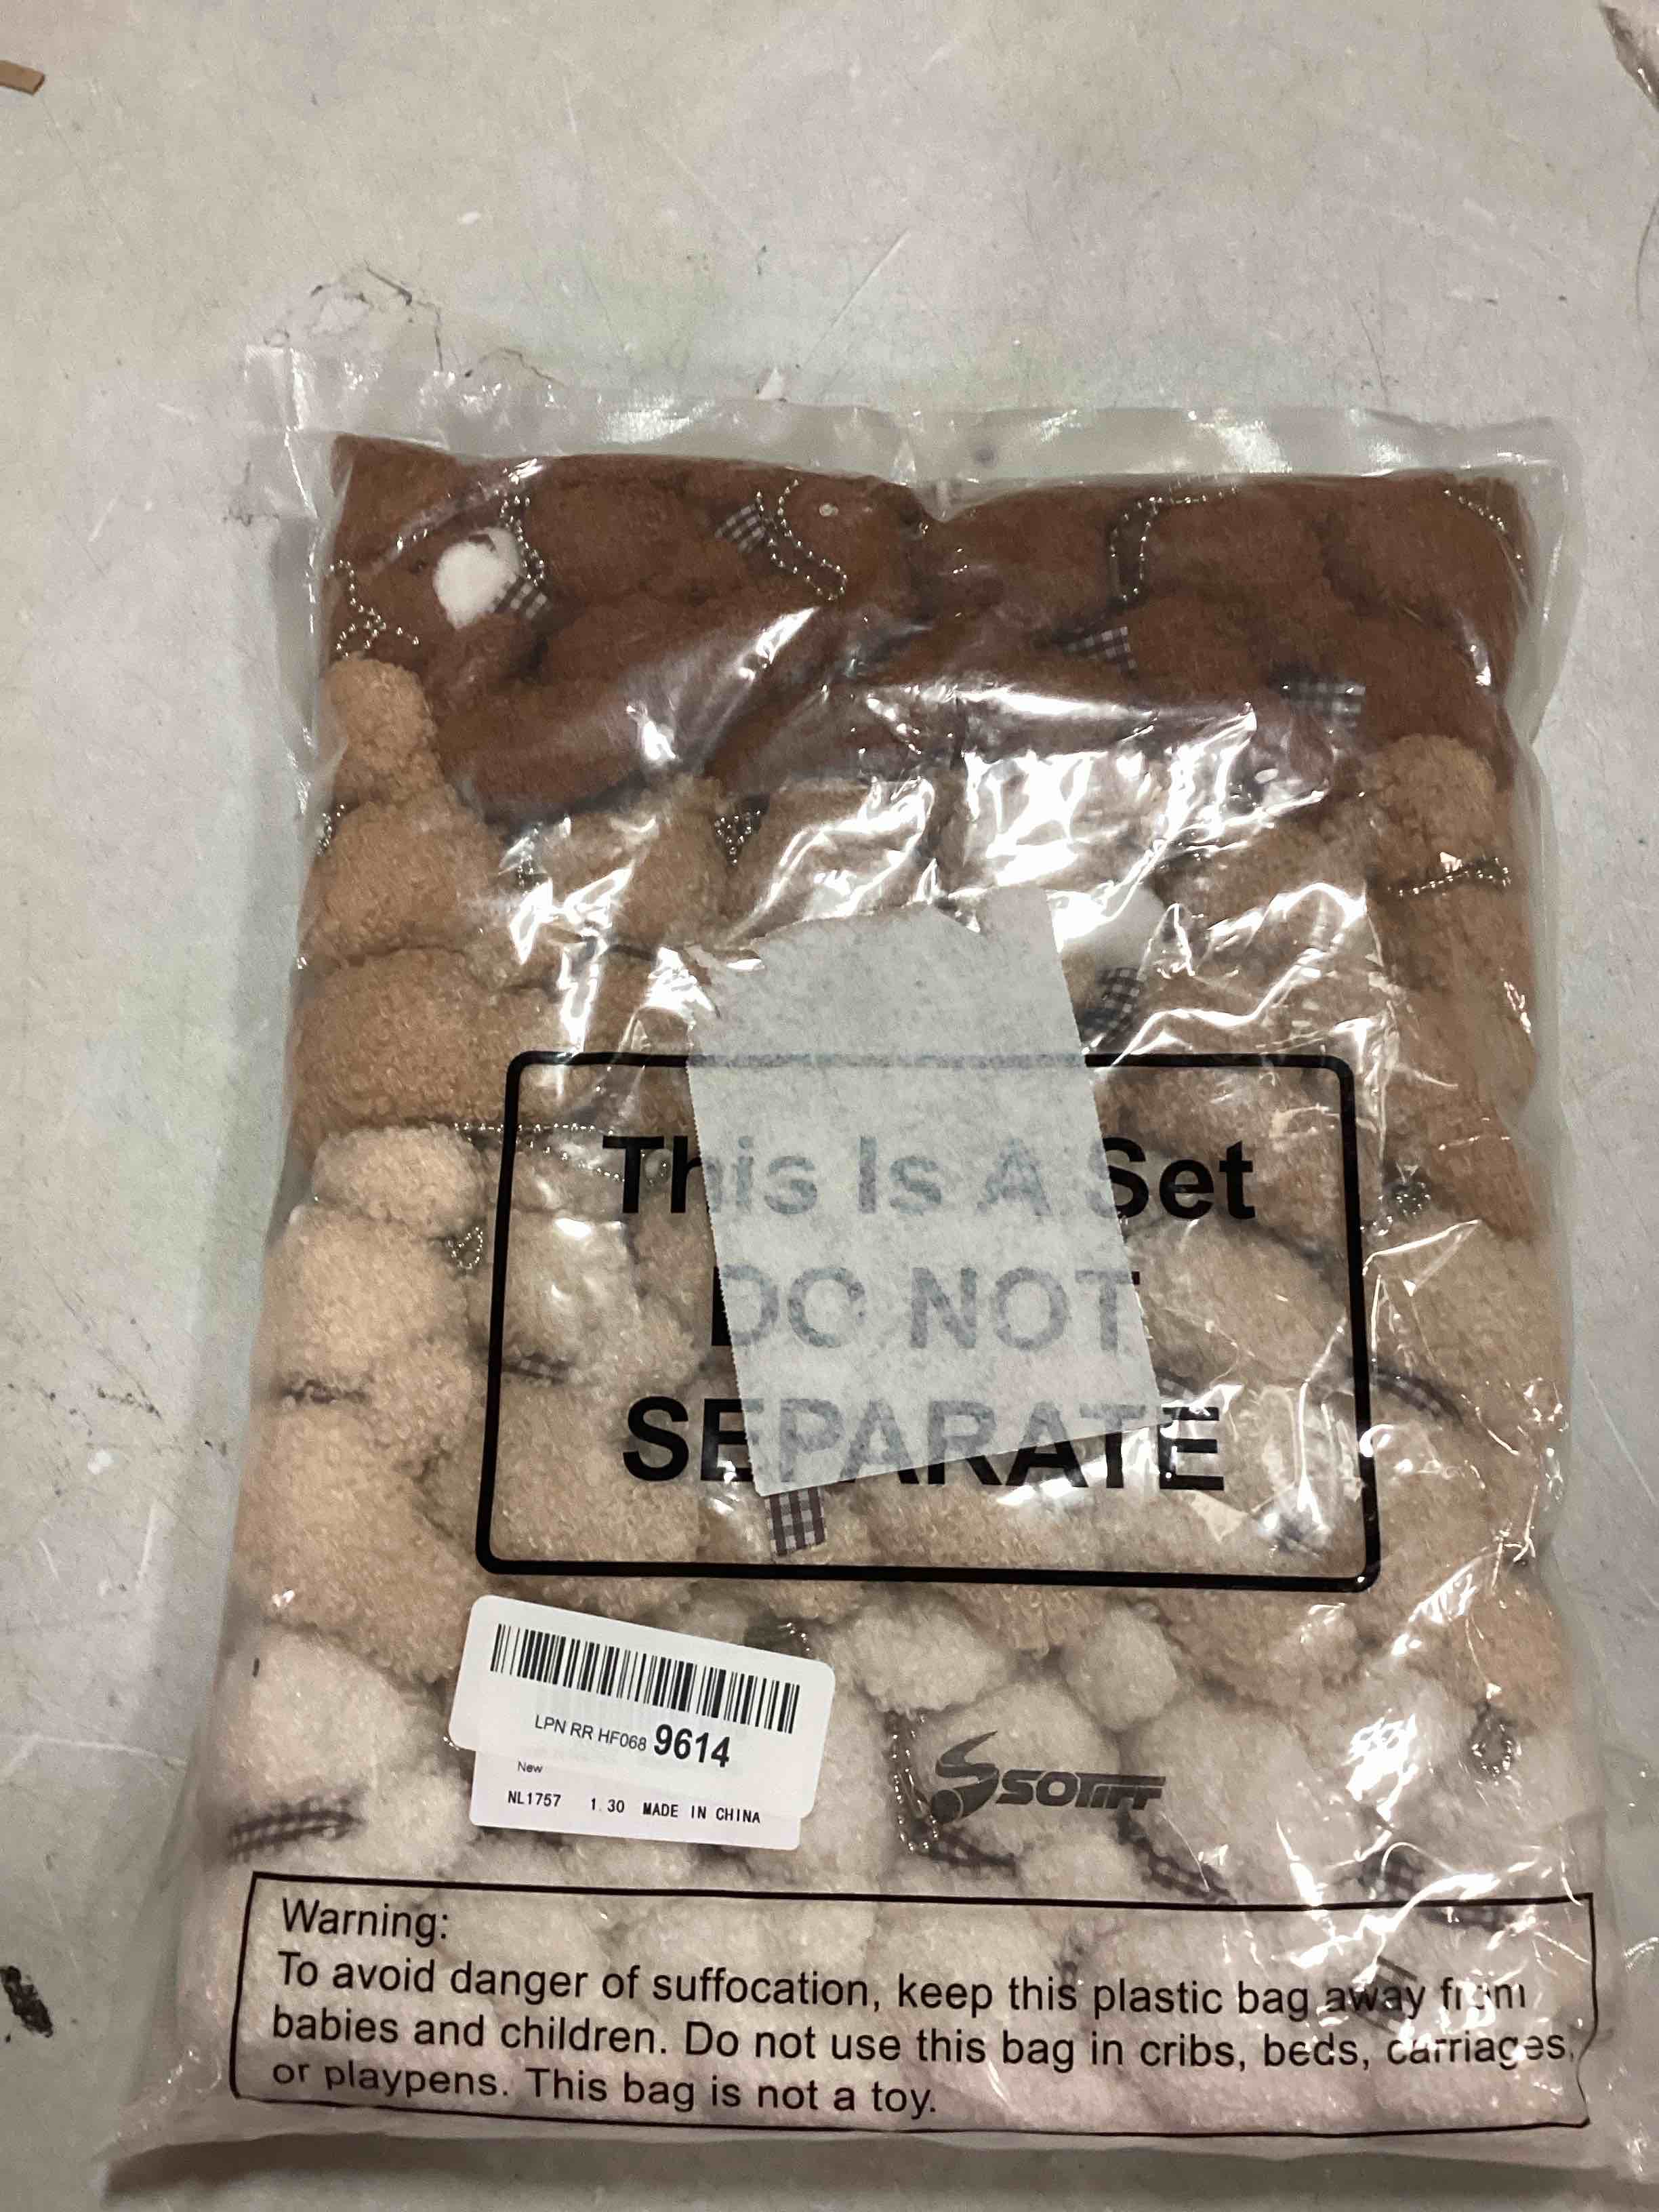 This Is A Set
DO NOT
SEPARATE
LPN RR HF068 9614
New
NL1757 1.30 MADE IN CHINA
SOTIFF
Warning:
To avoid danger of suffocation, keep this plastic bag away from
babies and children. Do not use this bag in cribs, beds, carriages,
or playpens. This bag is not a toy.